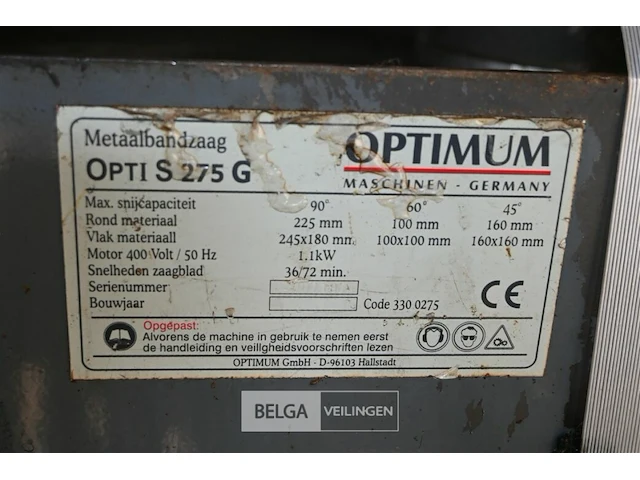 Metaalbandzaag
OPTI S 275 G
OPTIMUM
MASCHINEN - GERMANY
Max. snijcapaciteit 90° 60° 45°
Rond materiaal 225 mm 100 mm 160 mm
Vlak materiaall 245x180 mm 100x100 mm 160x160 mm
Motor 400 Volt / 50 Hz 1.1kW
Snelheden zaagblad 36/72 min.
Serienummer
Bouwjaar Code 330 0275 CE
Opgepast:
Alvorens de machine in gebruik te nemen eerst
de handleiding en veiligheidsvoorschriften lezen
OPTIMUM GmbH - D-96103 Hallstadt
BELGA VEILINGEN